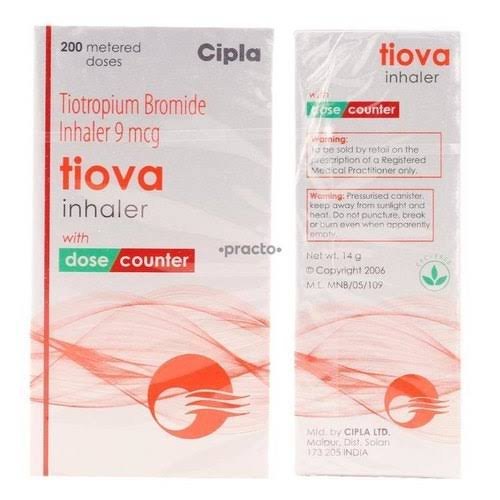 200 metered
doses
Cipla
Tiotropium Bromide
Inhaler 9 mcg
tiova
inhaler
with
dose counter
•practo•
tiova
inhaler
with
dose counter
Warning:
To be sold by retail on the
prescription of a Registered
Medical Practitioner only.
Warning: Pressurised canister,
keep away from sunlight and
heat. Do not puncture, break
or burn even when apparently
empty.
Net wt. 14 g
© Copyright 2006
M.L. MNB/05/109
CFC-FREE
Mfd. by CIPLA LTD.
Malpur, Dist. Solan
173 205 INDIA